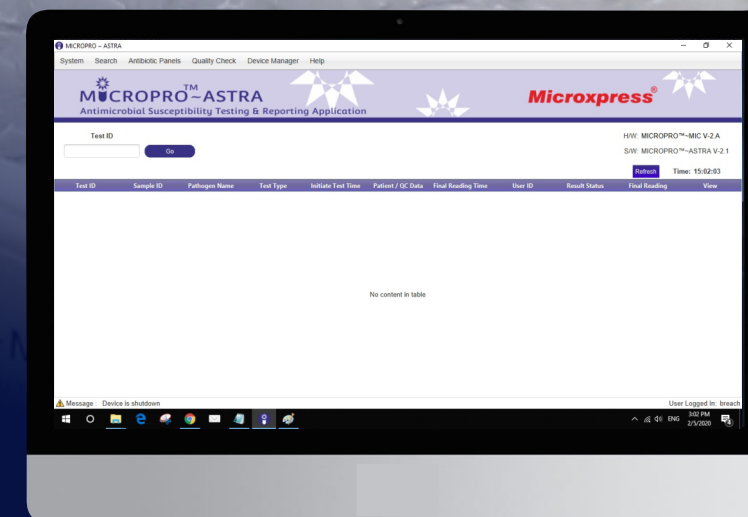 MICROPRO – ASTRA
System Search Antibiotic Panels Quality Check Device Manager Help
MICROPRO™~ASTRA
Antimicrobial Susceptibility Testing & Reporting Application
Microxpress®
Test ID
Go
H/W: MICROPRO™~MIC V-2.A
S/W: MICROPRO™~ASTRA V-2.1
Refresh Time: 15:02:03
Test ID Sample ID Pathogen Name Test Type Initiate Test Time Patient / QC Data Final Reading Time User ID Result Status Final Reading View
No content in table
Message : Device is shutdown
User Logged In: breach
ENG 3:02 PM
2/5/2020